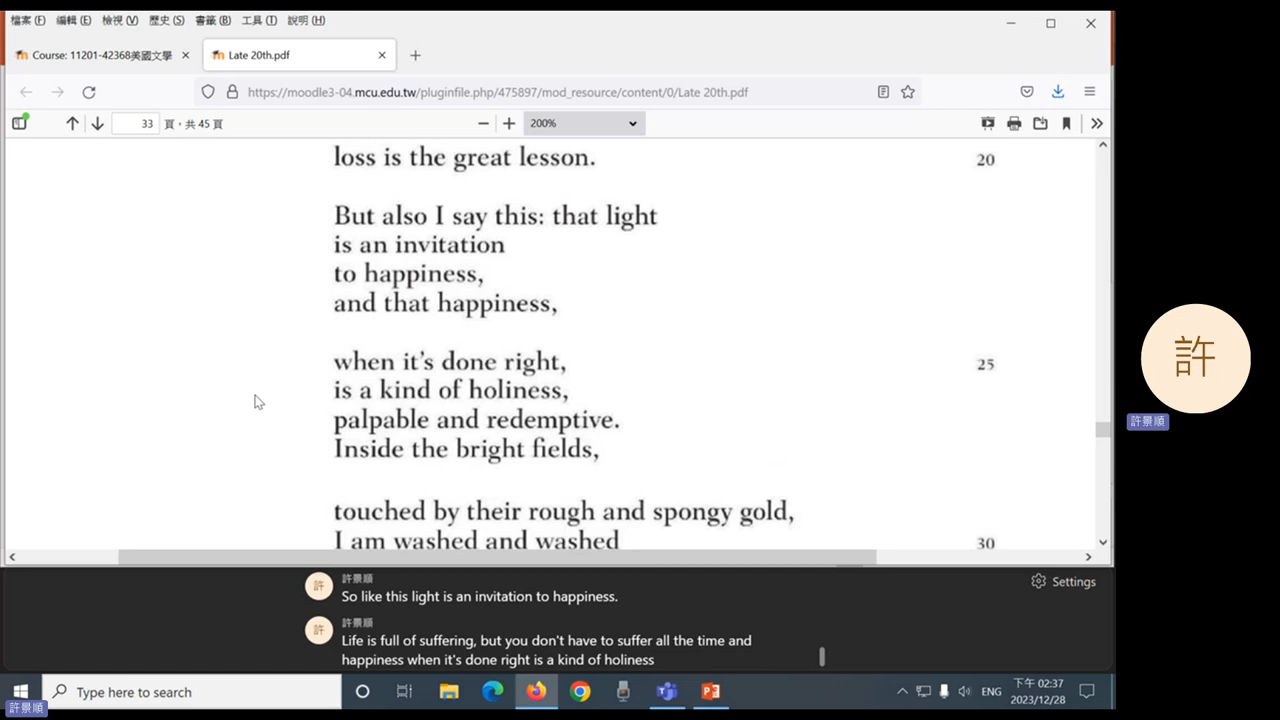 檔案 (F) 編輯 (E) 檢視 (V) 歷史 (S) 書籤 (B) 工具 (T) 說明 (H)
Course: 11201-42368美國文學
Late 20th.pdf
https://moodle3-04.mcu.edu.tw/pluginfile.php/475897/mod_resource/content/0/Late 20th.pdf
33 頁，共 45 頁
200%
loss is the great lesson. 20
But also I say this: that light
is an invitation
to happiness,
and that happiness,
when it's done right, 25
is a kind of holiness,
palpable and redemptive.
Inside the bright fields,
touched by their rough and spongy gold,
I am washed and washed 30
許
許景順
許景順
許
So like this light is an invitation to happiness.
Settings
許景順
許
Life is full of suffering, but you don't have to suffer all the time and
happiness when it's done right is a kind of holiness
Type here to search
ENG
下午 02:37
2023/12/28
許景順